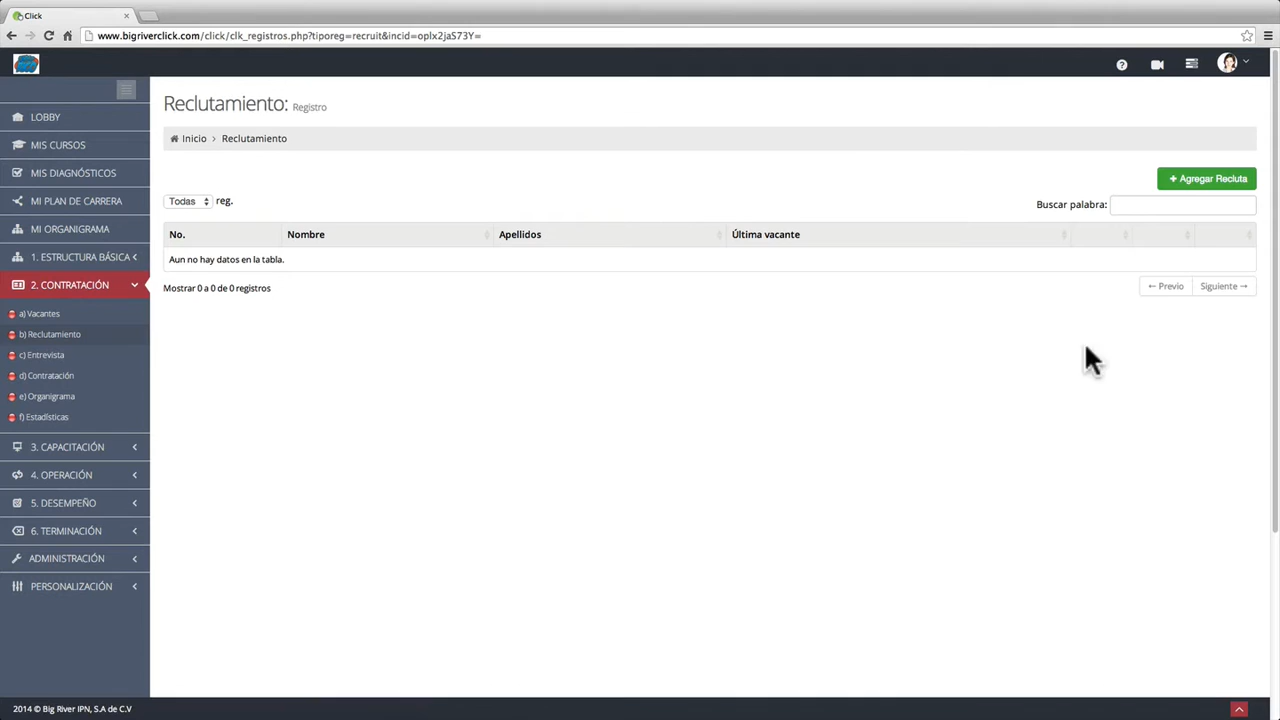 Click
www.bigriverclick.com/click/clk_registros.php?tiporeg=recruit&incid=oplx2jaS73Y=
LOBBY
MIS CURSOS
MIS DIAGNÓSTICOS
MI PLAN DE CARRERA
MI ORGANIGRAMA
1. ESTRUCTURA BÁSICA
2. CONTRATACIÓN
a) Vacantes
b) Reclutamiento
c) Entrevista
d) Contratación
e) Organigrama
f) Estadísticas
3. CAPACITACIÓN
4. OPERACIÓN
5. DESEMPEÑO
6. TERMINACIÓN
ADMINISTRACIÓN
PERSONALIZACIÓN
Reclutamiento: Registro
Inicio > Reclutamiento
+ Agregar Recluta
Todas reg.
Buscar palabra:
No. Nombre Apellidos Última vacante
Aun no hay datos en la tabla.
Mostrar 0 a 0 de 0 registros
← Previo Siguiente →
2014 © Big River IPN, S.A de C.V